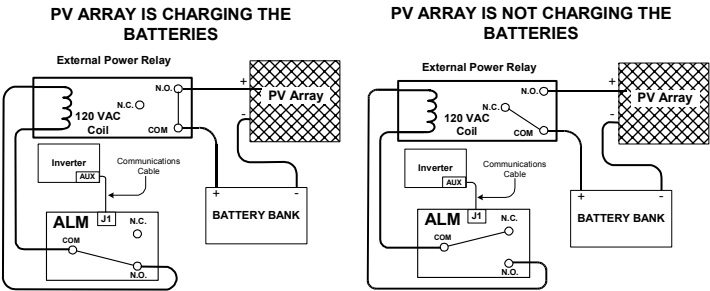 PV ARRAY IS CHARGING THE
BATTERIES
External Power Relay
N.O.
N.C.
120 VAC
Coil
COM
+
PV Array
-
Inverter
AUX
Communications
Cable
ALM
J1
N.C.
COM
N.O.
+
-
BATTERY BANK
PV ARRAY IS NOT CHARGING THE
BATTERIES
External Power Relay
N.O.
N.C.
120 VAC
Coil
COM
+
PV Array
-
Inverter
AUX
Communications
Cable
ALM
J1
N.C.
COM
N.O.
+
-
BATTERY BANK